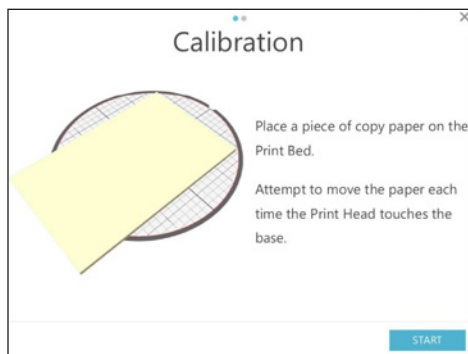 Calibration
Place a piece of copy paper on the
Print Bed.
Attempt to move the paper each
time the Print Head touches the
base.
START